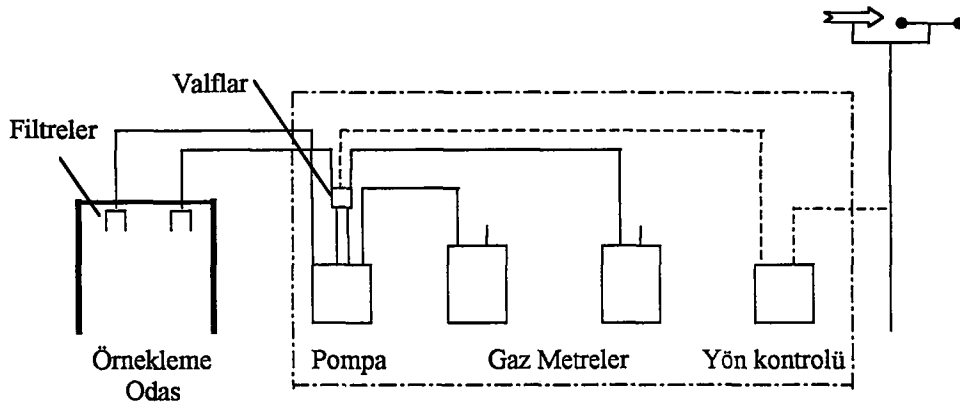 Valflar
Filtreler
Örnekleme
Odas
Pompa
Gaz Metreler
Yön kontrolü